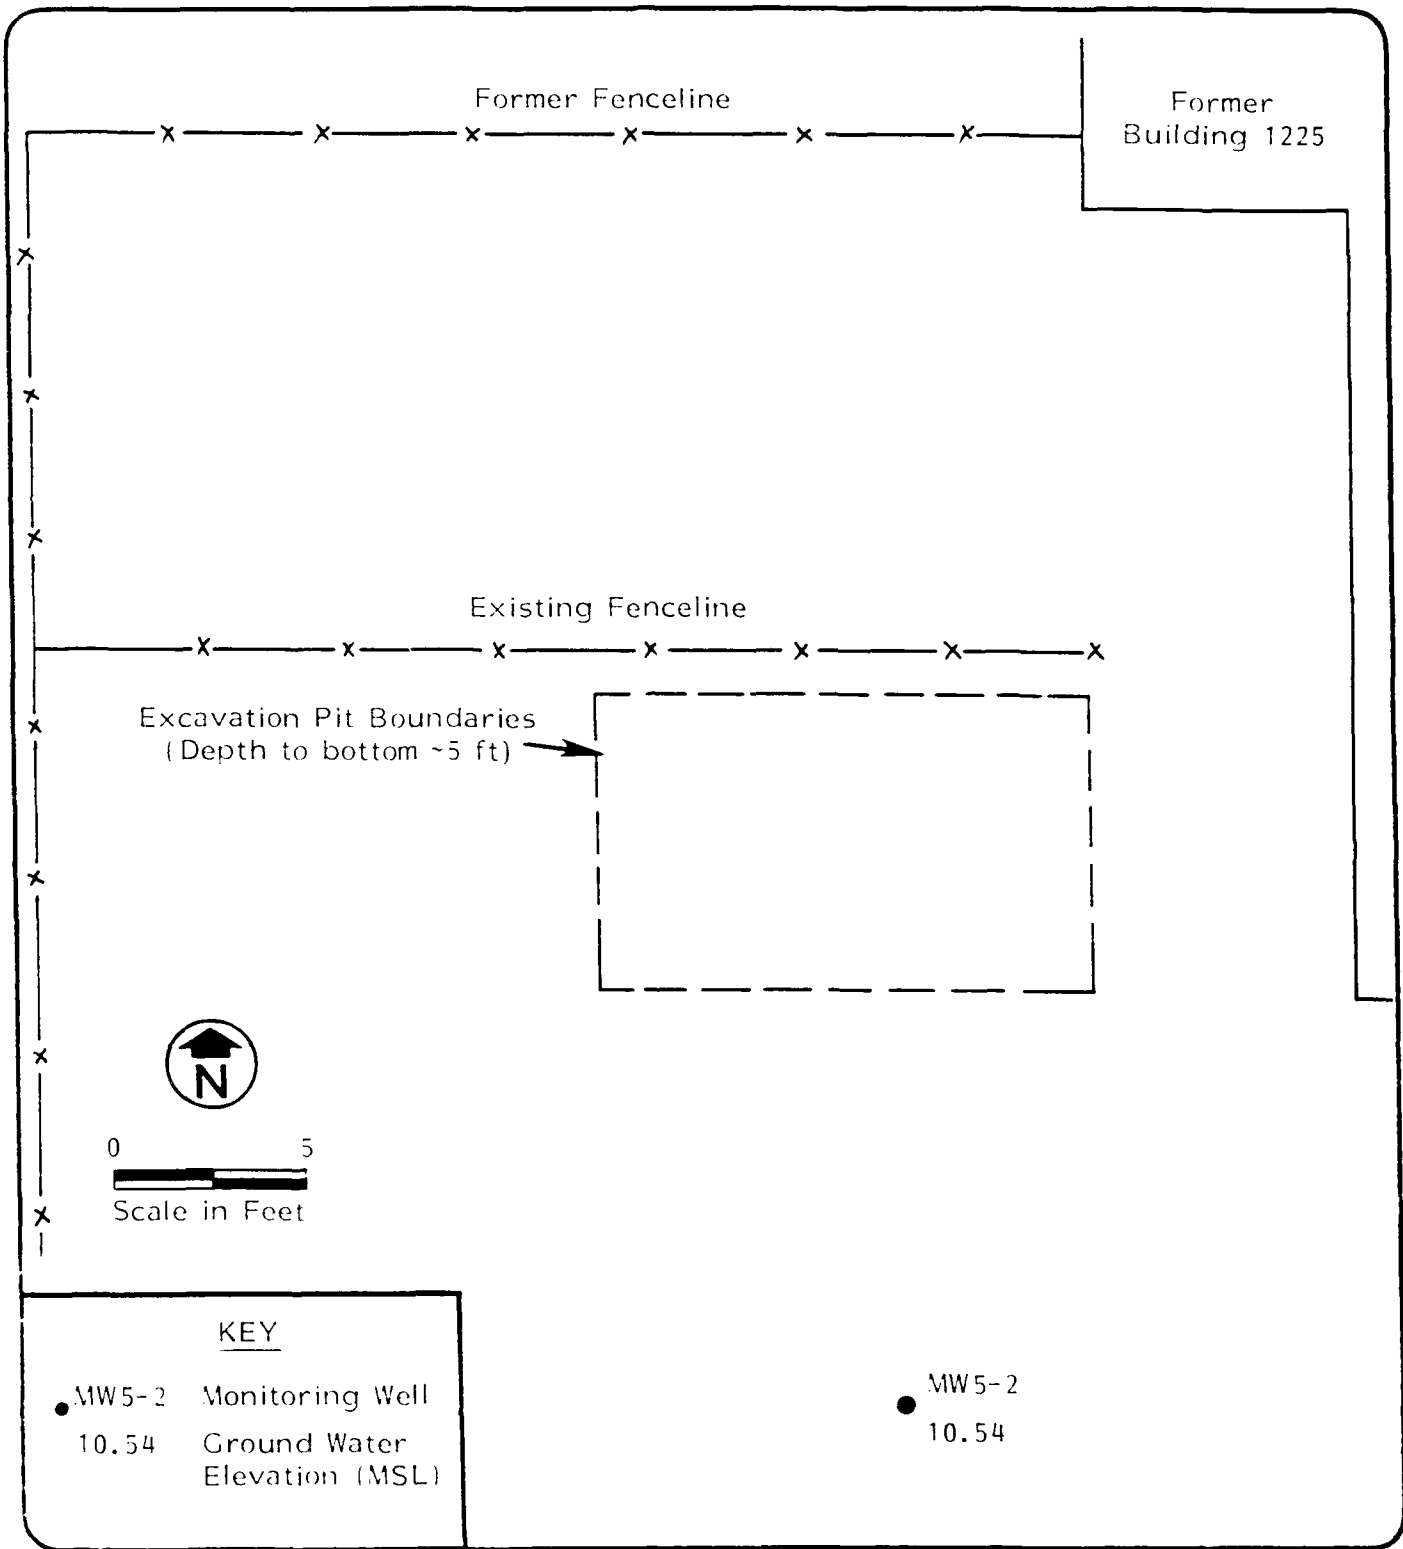 Former Fenceline
Former
Building 1225
Existing Fenceline
Excavation Pit Boundaries
(Depth to bottom ~5 ft)
N
0 5
Scale in Feet
KEY
MW5-2 Monitoring Well
10.54 Ground Water
Elevation (MSL)
MW5-2
10.54